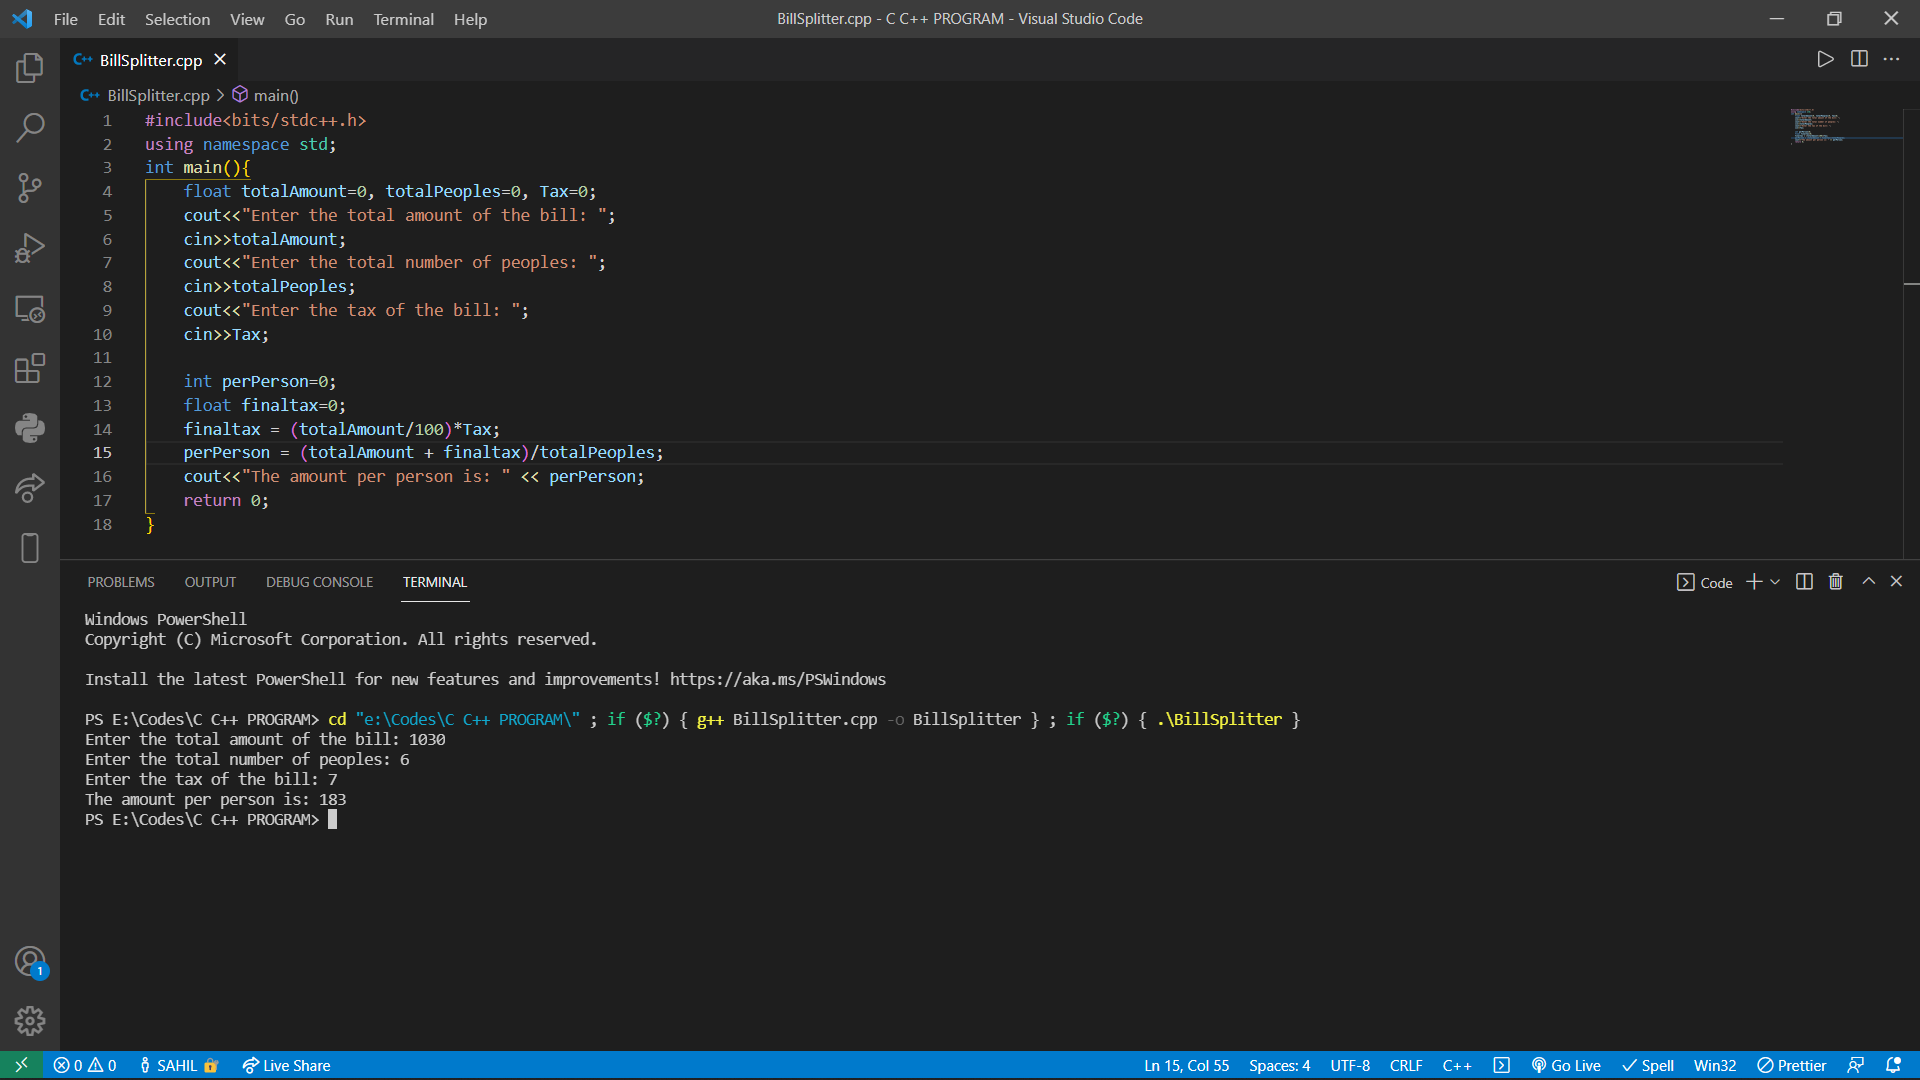 File Edit Selection View Go Run Terminal Help
BillSplitter.cpp - C C++ PROGRAM - Visual Studio Code
C++ BillSplitter.cpp
C++ BillSplitter.cpp > main()
1 #include<bits/stdc++.h>
2 using namespace std;
3 int main(){
4     float totalAmount=0, totalPeoples=0, Tax=0;
5     cout<<"Enter the total amount of the bill: ";
6     cin>>totalAmount;
7     cout<<"Enter the total number of peoples: ";
8     cin>>totalPeoples;
9     cout<<"Enter the tax of the bill: ";
10     cin>>Tax;
11
12     int perPerson=0;
13     float finaltax=0;
14     finaltax = (totalAmount/100)*Tax;
15     perPerson = (totalAmount + finaltax)/totalPeoples;
16     cout<<"The amount per person is: " << perPerson;
17     return 0;
18 }
PROBLEMS OUTPUT DEBUG CONSOLE TERMINAL Code
Windows PowerShell
Copyright (C) Microsoft Corporation. All rights reserved.
Install the latest PowerShell for new features and improvements! https://aka.ms/PSWindows
PS E:\Codes\C C++ PROGRAM> cd "e:\Codes\C C++ PROGRAM\" ; if ($?) { g++ BillSplitter.cpp -o BillSplitter } ; if ($?) { .\BillSplitter }
Enter the total amount of the bill: 1030
Enter the total number of peoples: 6
Enter the tax of the bill: 7
The amount per person is: 183
PS E:\Codes\C C++ PROGRAM>
1
0 0 SAHIL Live Share Ln 15, Col 55 Spaces: 4 UTF-8 CRLF C++ Go Live Spell Win32 Prettier